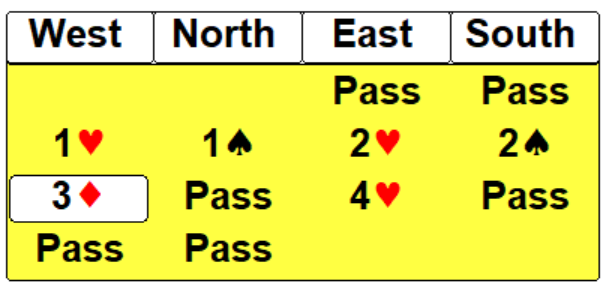 West North East South
Pass Pass
1♥ 1♠ 2♥ 2♠
3♦ Pass 4♥ Pass
Pass Pass